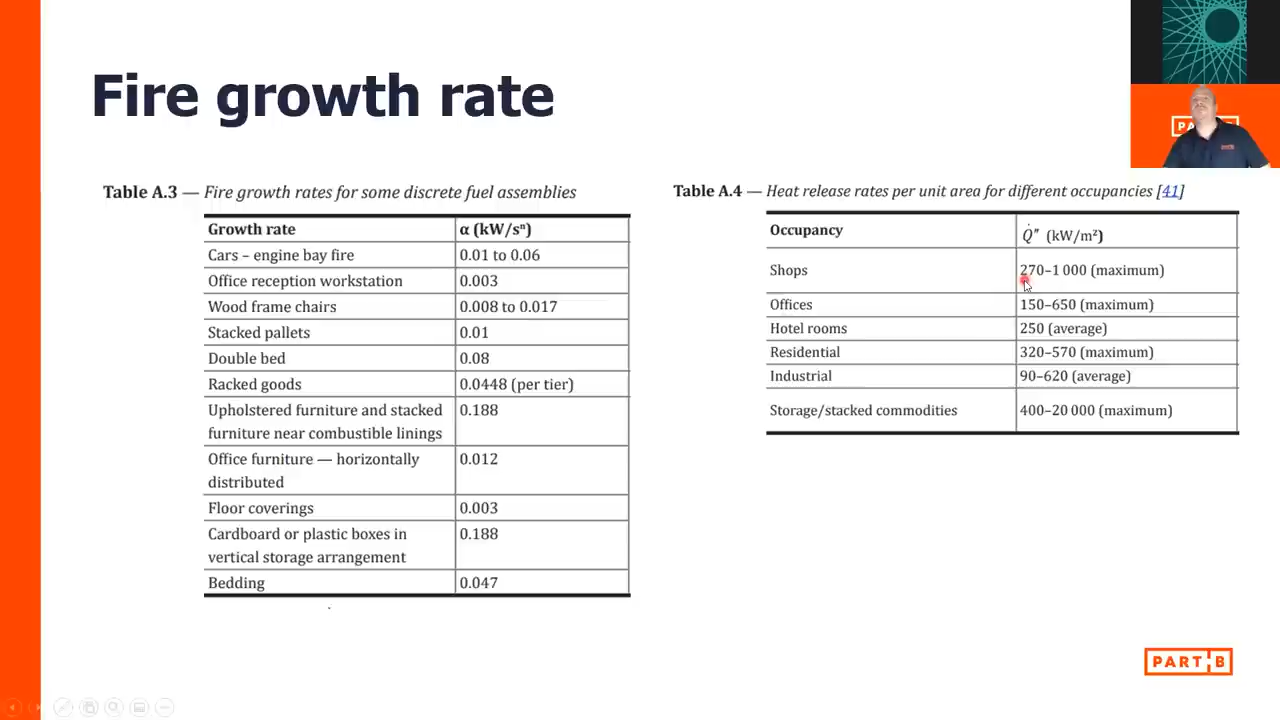 Fire growth rate
Table A.3 — Fire growth rates for some discrete fuel assemblies
Growth rate α (kW/sⁿ)
Cars – engine bay fire 0.01 to 0.06
Office reception workstation 0.003
Wood frame chairs 0.008 to 0.017
Stacked pallets 0.01
Double bed 0.08
Racked goods 0.0448 (per tier)
Upholstered furniture and stacked 0.188
furniture near combustible linings
Office furniture — horizontally 0.012
distributed
Floor coverings 0.003
Cardboard or plastic boxes in 0.188
vertical storage arrangement
Bedding 0.047
Table A.4 — Heat release rates per unit area for different occupancies [41]
Occupancy Q̇″ (kW/m²)
Shops 270–1 000 (maximum)
Offices 150–650 (maximum)
Hotel rooms 250 (average)
Residential 320–570 (maximum)
Industrial 90–620 (average)
Storage/stacked commodities 400–20 000 (maximum)
PART B